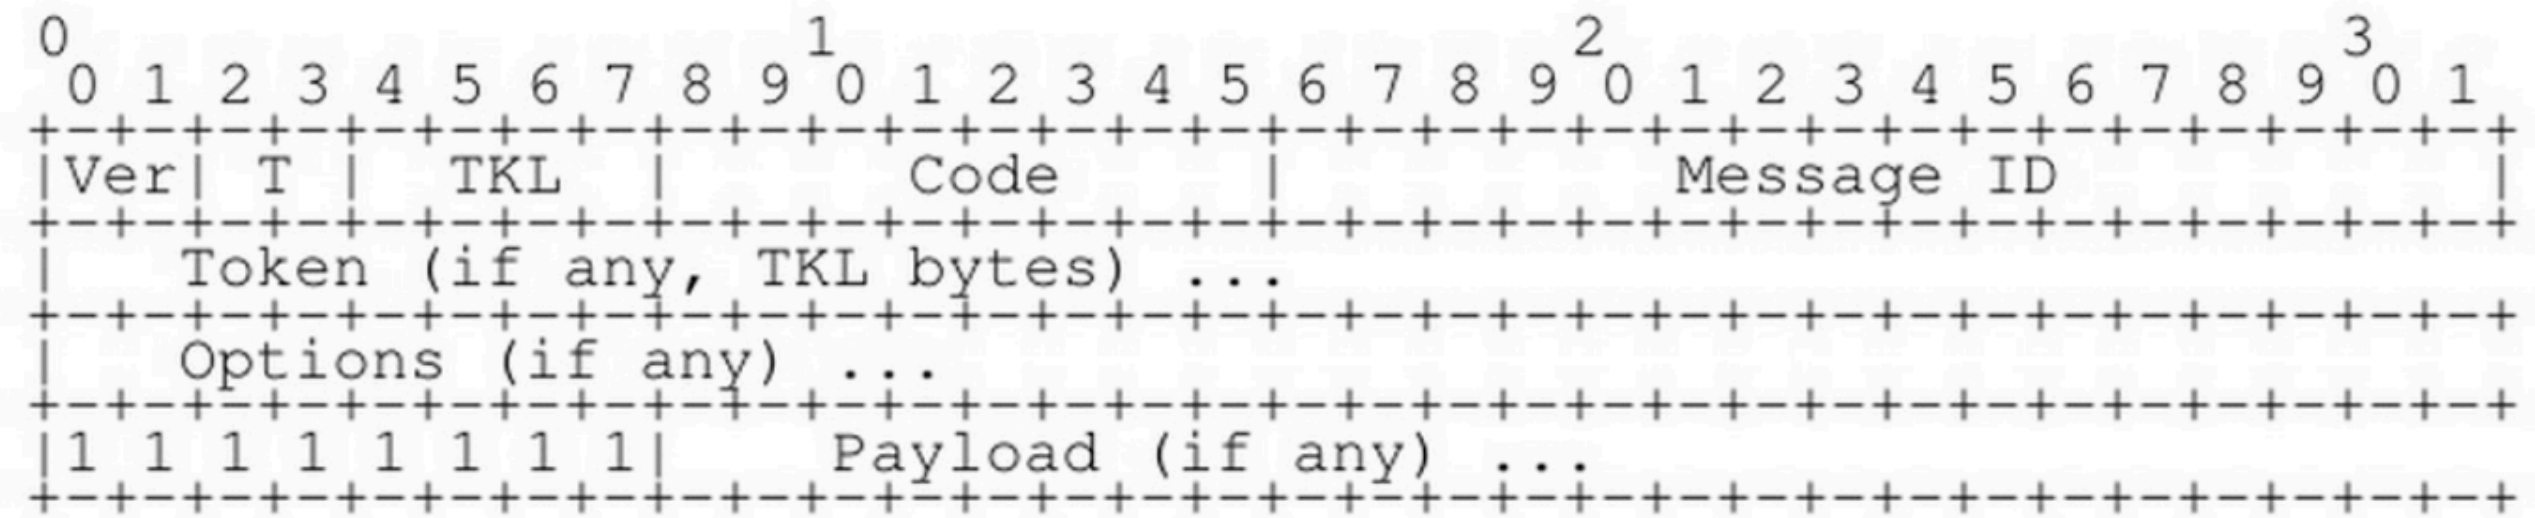 0                   1                   2                   3
 0 1 2 3 4 5 6 7 8 9 0 1 2 3 4 5 6 7 8 9 0 1 2 3 4 5 6 7 8 9 0 1
+-+-+-+-+-+-+-+-+-+-+-+-+-+-+-+-+-+-+-+-+-+-+-+-+-+-+-+-+-+-+-+-+
|Ver| T |  TKL  |      Code     |          Message ID           |
+-+-+-+-+-+-+-+-+-+-+-+-+-+-+-+-+-+-+-+-+-+-+-+-+-+-+-+-+-+-+-+-+
|   Token (if any, TKL bytes) ...
+-+-+-+-+-+-+-+-+-+-+-+-+-+-+-+-+-+-+-+-+-+-+-+-+-+-+-+-+-+-+-+-+
|   Options (if any) ...
+-+-+-+-+-+-+-+-+-+-+-+-+-+-+-+-+-+-+-+-+-+-+-+-+-+-+-+-+-+-+-+-+
|1 1 1 1 1 1 1 1|    Payload (if any) ...
+-+-+-+-+-+-+-+-+-+-+-+-+-+-+-+-+-+-+-+-+-+-+-+-+-+-+-+-+-+-+-+-+